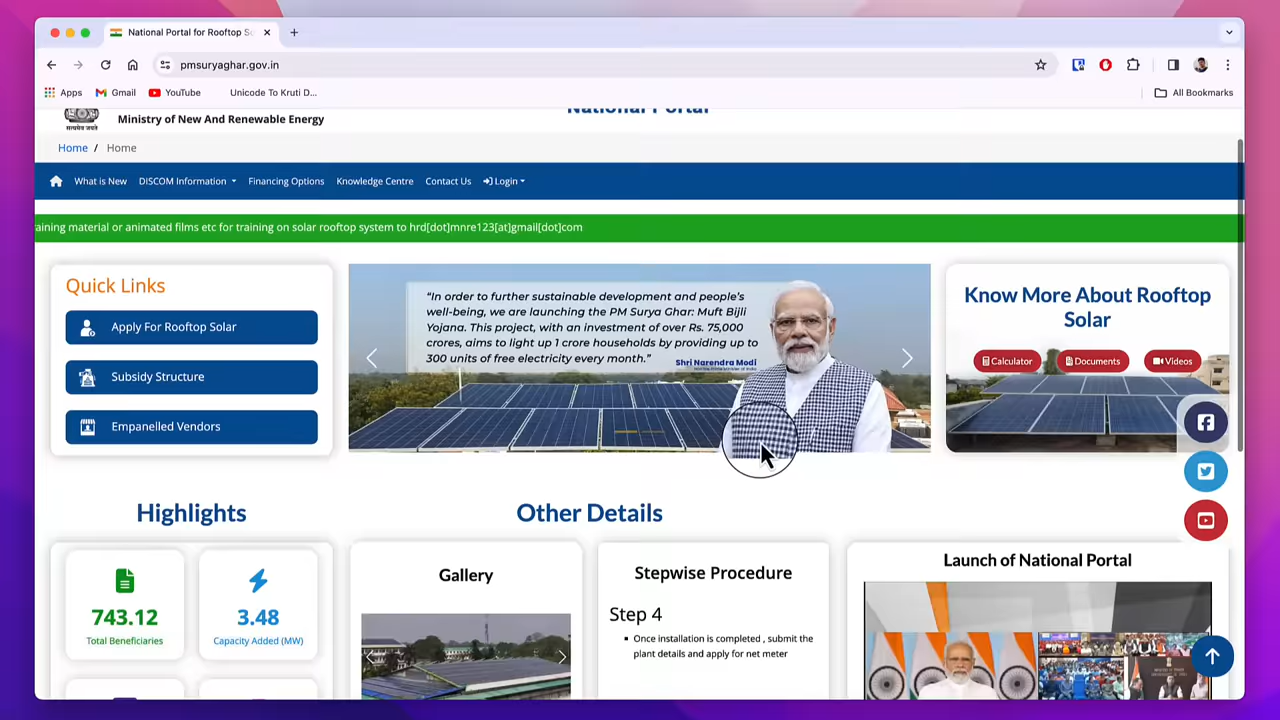 National Portal for Rooftop S
pmsuryaghar.gov.in
Apps
Gmail
YouTube
Unicode To Kruti D...
All Bookmarks
National Portal
सत्यमेव जयते
Ministry of New And Renewable Energy
Home / Home
What is New
DISCOM Information
Financing Options
Knowledge Centre
Contact Us
Login
aining material or animated films etc for training on solar rooftop system to hrd[dot]mnre123[at]gmail[dot]com
Quick Links
Apply For Rooftop Solar
Subsidy Structure
Empanelled Vendors
“In order to further sustainable development and people’s
well-being, we are launching the PM Surya Ghar: Muft Bijli
Yojana. This project, with an investment of over Rs. 75,000
crores, aims to light up 1 crore households by providing up to
300 units of free electricity every month.”
Shri Narendra Modi
Know More About Rooftop
Solar
Calculator
Documents
Videos
Highlights
743.12
Total Beneficiaries
3.48
Capacity Added (MW)
Other Details
Gallery
Stepwise Procedure
Step 4
Once installation is completed , submit the
plant details and apply for net meter
Launch of National Portal